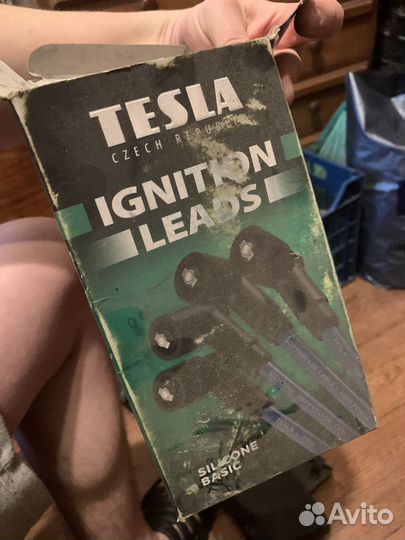 TESLA
CZECH REPUBLIC
IGNITION
LEADS
SILICONE
BASIC
Avito